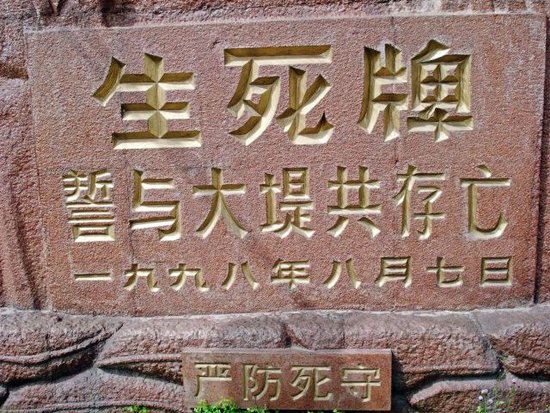 生死牌
誓与大堤共存亡
一九九八年八月七日
严防死守